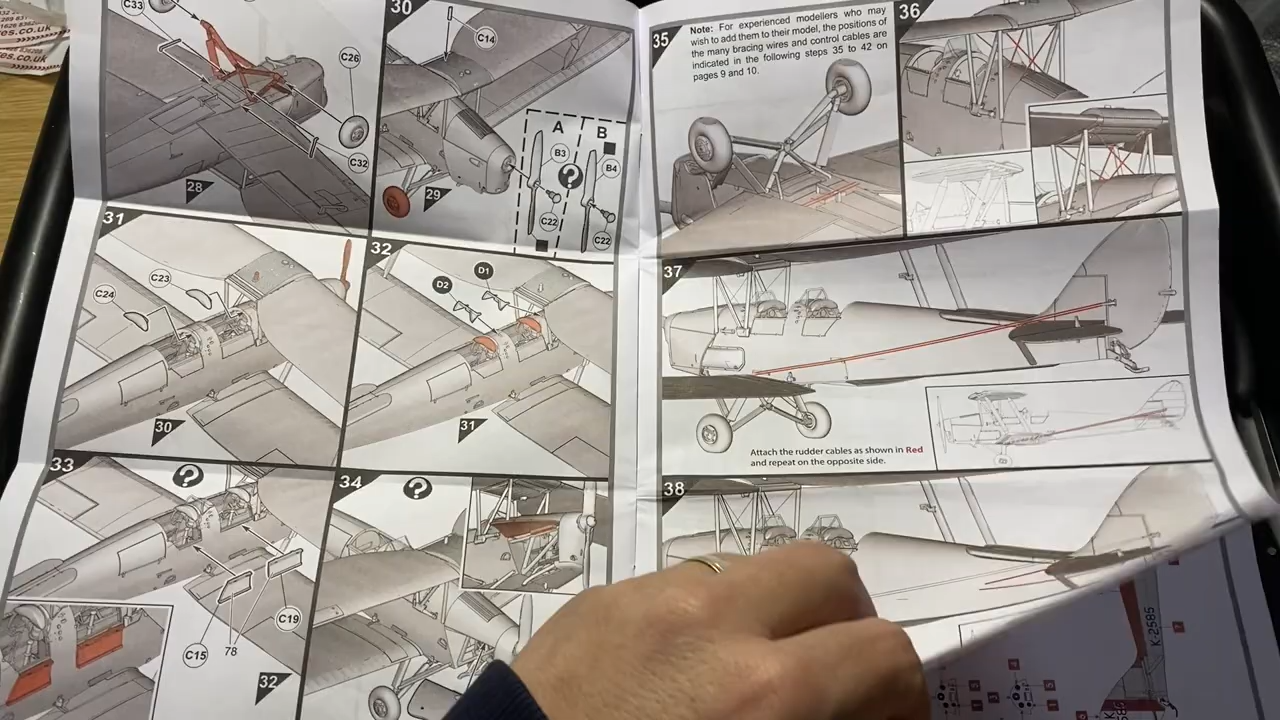 C33
C26
C32
28
30
C14
A
B
B3
B4
?
C22
C22
29
31
C23
C24
30
32
D1
D2
31
33
?
C19
C15
78
32
34
?
35
Note: For experienced modellers who may
wish to add them to their model, the positions of
the many bracing wires and control cables are
indicated in the following steps 35 to 42 on
pages 9 and 10.
36
37
Attach the rudder cables as shown in Red
and repeat on the opposite side.
38
K-2585